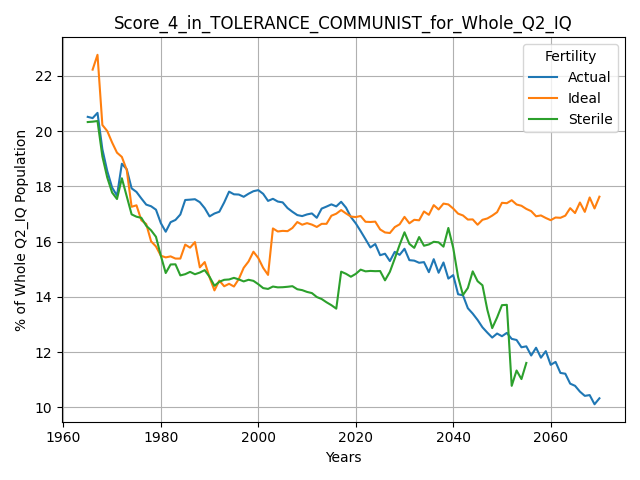 Score_4_in_TOLERANCE_COMMUNIST_for_Whole_Q2_IQ
Fertility
Actual
Ideal
Sterile
% of Whole Q2_IQ Population
22
20
18
16
14
12
10
1960 1980 2000 2020 2040 2060
Years